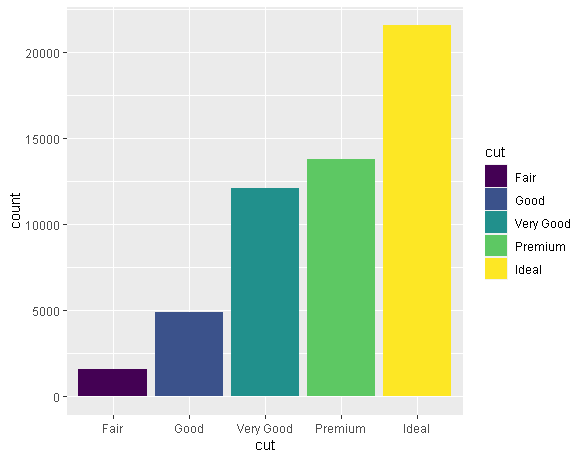 20000
15000
10000
5000
0
count
Fair
Good
Very Good
Premium
Ideal
cut
cut
Fair
Good
Very Good
Premium
Ideal